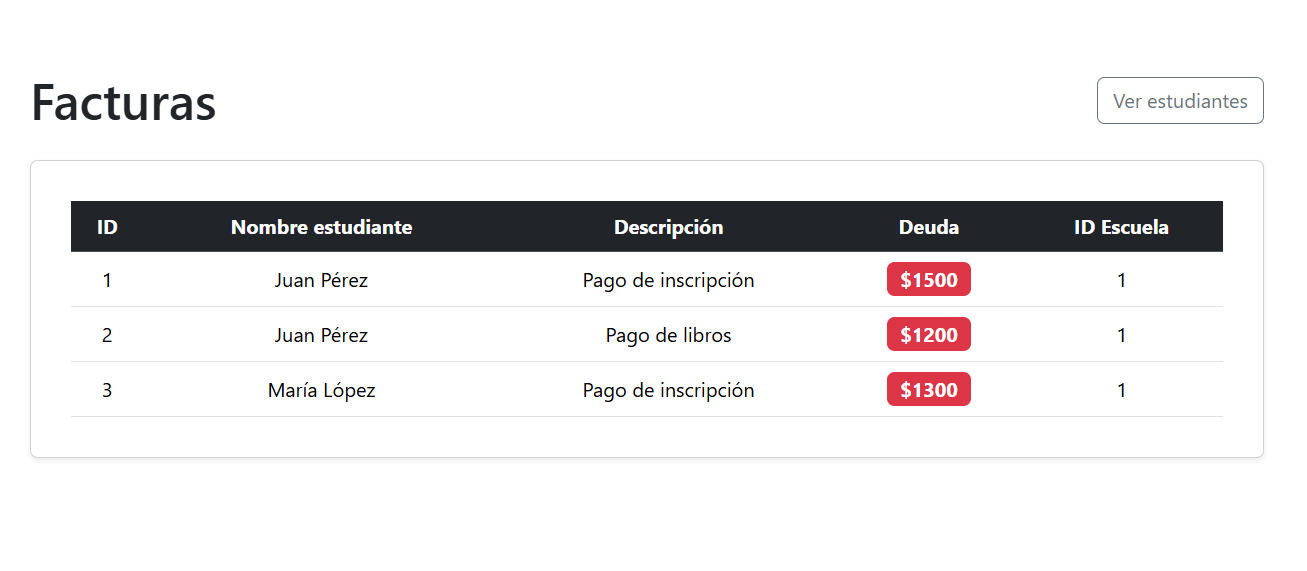 Facturas
Ver estudiantes
ID Nombre estudiante Descripción Deuda ID Escuela
1 Juan Pérez Pago de inscripción $1500 1
2 Juan Pérez Pago de libros $1200 1
3 María López Pago de inscripción $1300 1